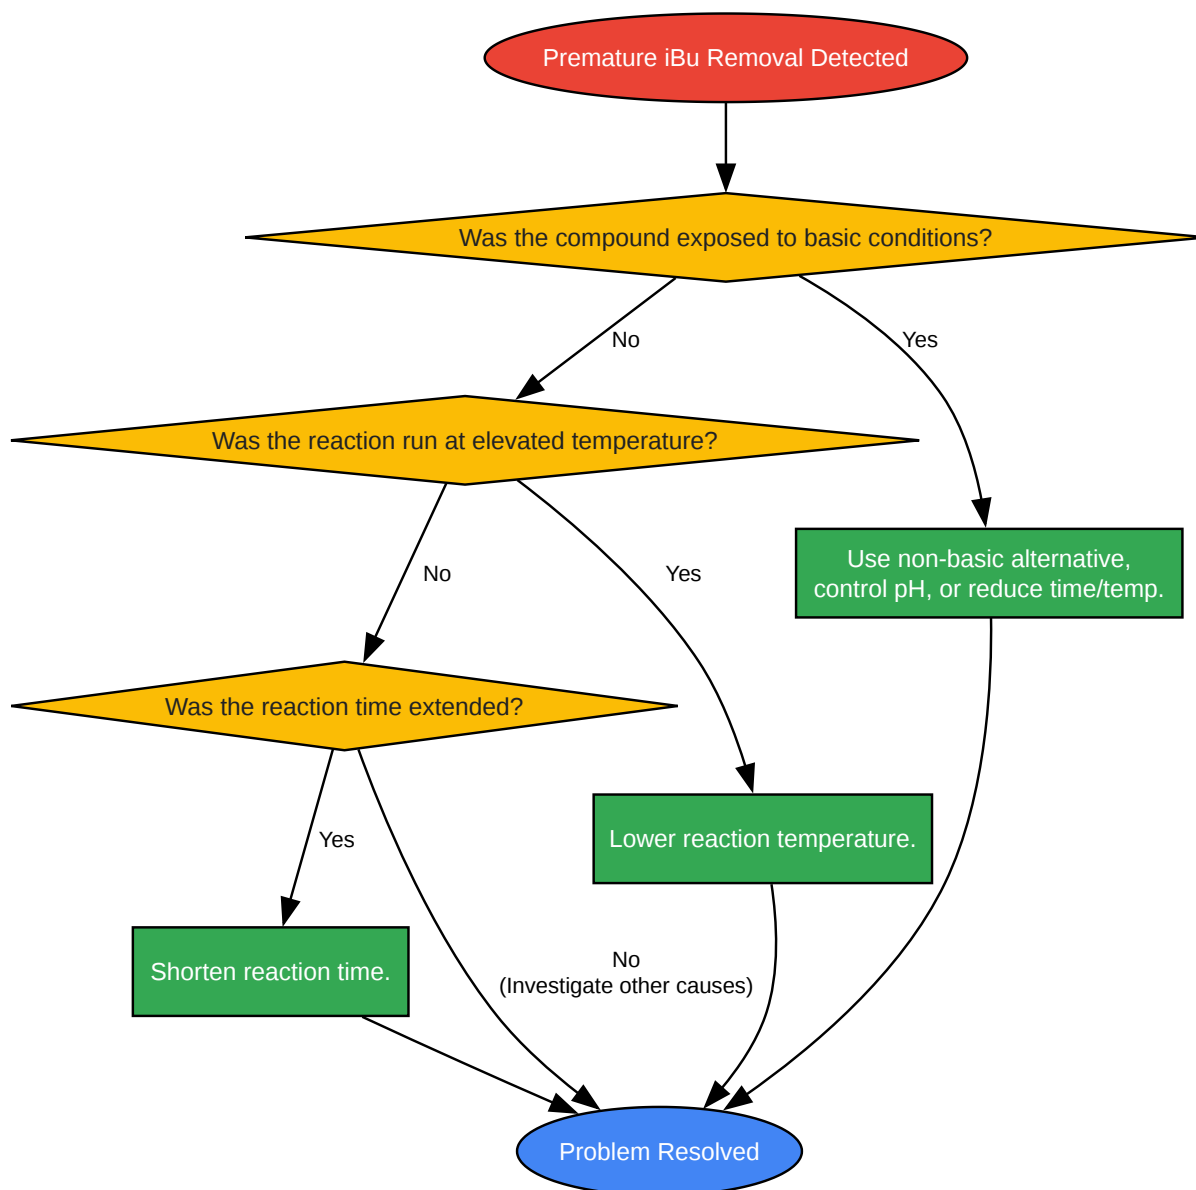 Premature iBu Removal Detected
Was the compound exposed to basic conditions?
No
Yes
Was the reaction run at elevated temperature?
Use non-basic alternative,
control pH, or reduce time/temp.
No
Yes
Was the reaction time extended?
Yes
Lower reaction temperature.
No
(Investigate other causes)
Shorten reaction time.
Problem Resolved